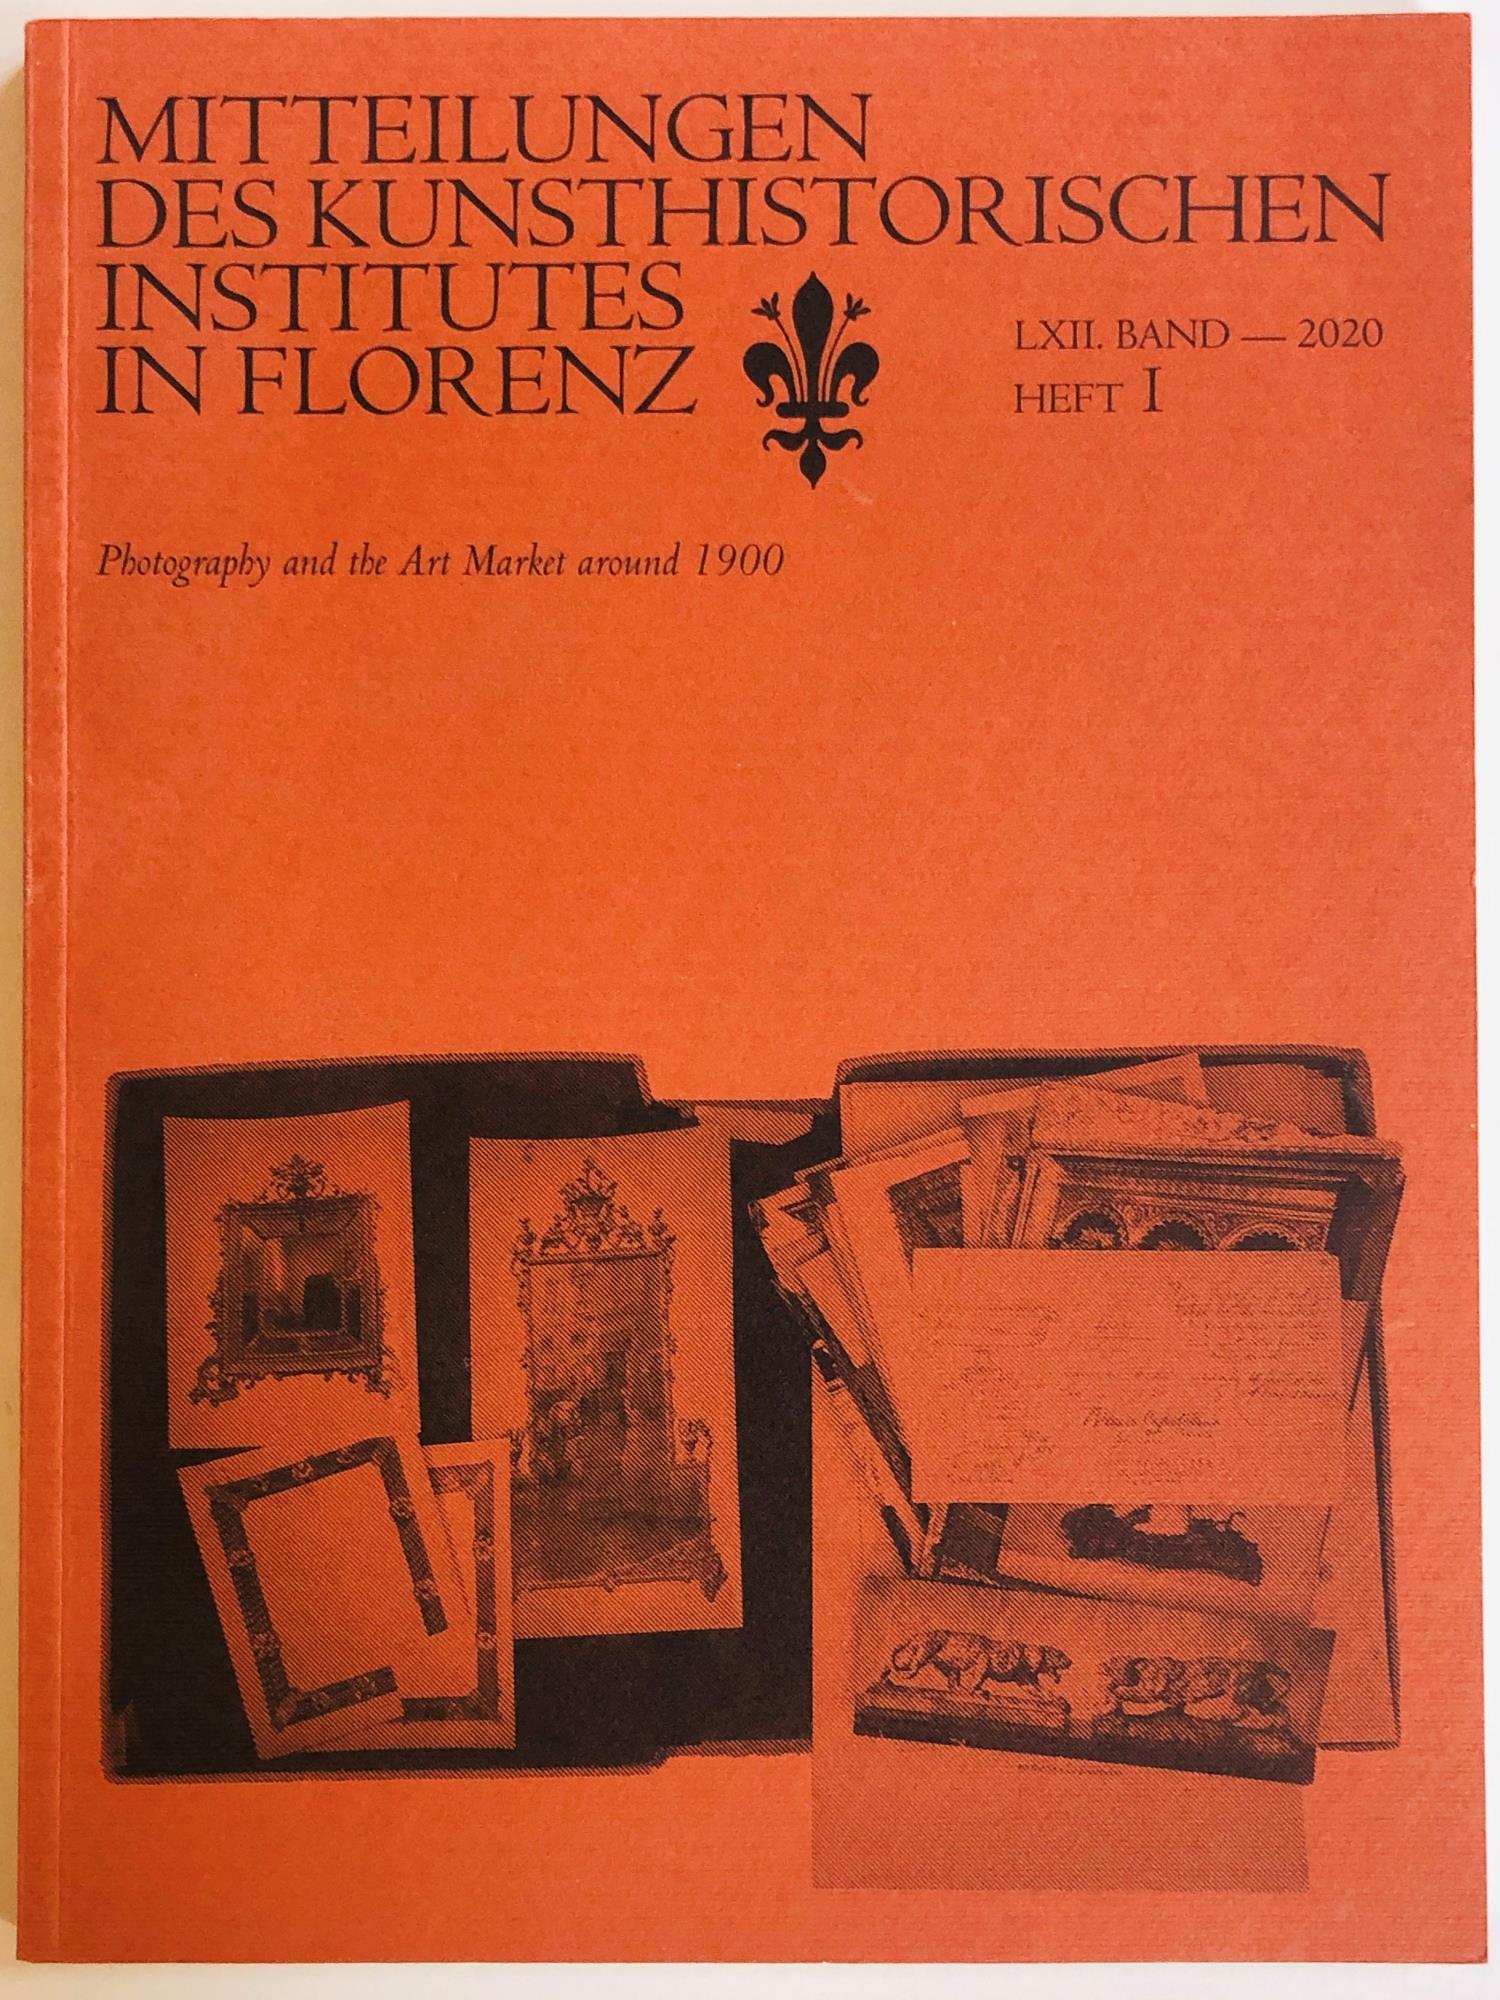 MITTEILUNGEN
DES KUNSTHISTORISCHEN
INSTITUTES
IN FLORENZ
LXII. BAND — 2020
HEFT I
Photography and the Art Market around 1900